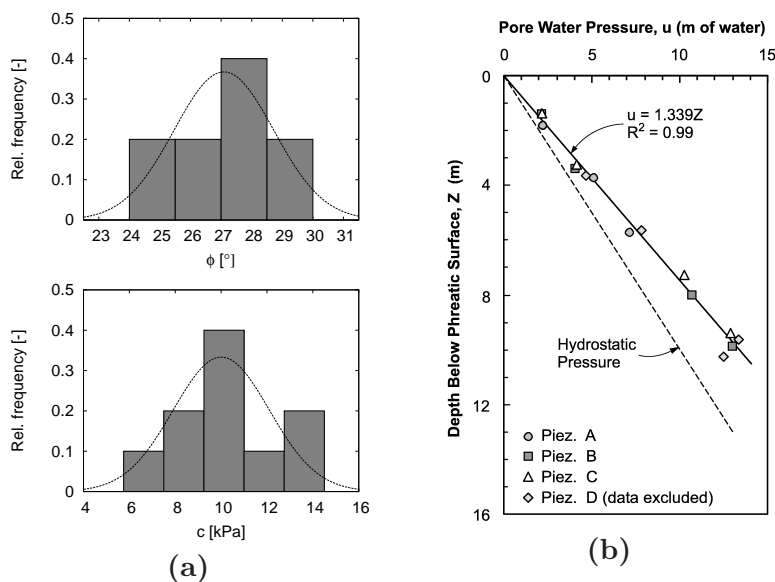 0.5
0.4
0.3
0.2
0.1
0
Rel. frequency [-]
23 24 25 26 27 28 29 30 31
ϕ [°]
0.5
0.4
0.3
0.2
0.1
0
Rel. frequency [-]
4 6 8 10 12 14 16
c [kPa]
(a)
Pore Water Pressure, u (m of water)
0 5 10 15
0
4
8
12
16
Depth Below Phreatic Surface, Z (m)
u = 1.339Z
R² = 0.99
Hydrostatic
Pressure
Piez. A
Piez. B
Piez. C
Piez. D (data excluded)
(b)